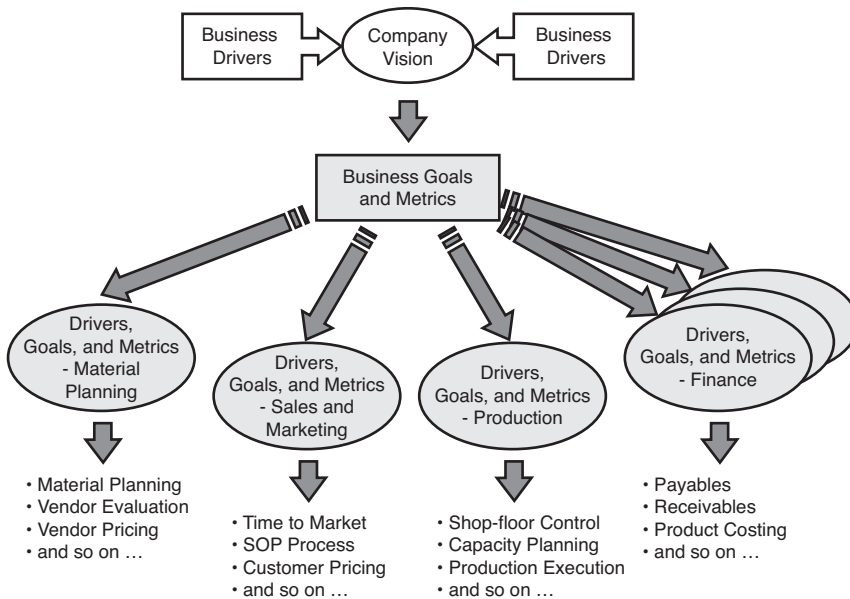 Business
Drivers
Company
Vision
Business
Drivers
Business Goals
and Metrics
Drivers,
Goals, and Metrics
- Material
Planning
Drivers,
Goals, and Metrics
- Sales and
Marketing
Drivers,
Goals, and Metrics
- Production
Drivers,
Goals, and Metrics
- Finance
• Material Planning
• Vendor Evaluation
• Vendor Pricing
• and so on …
• Time to Market
• SOP Process
• Customer Pricing
• and so on …
• Shop-floor Control
• Capacity Planning
• Production Execution
• and so on …
• Payables
• Receivables
• Product Costing
• and so on …